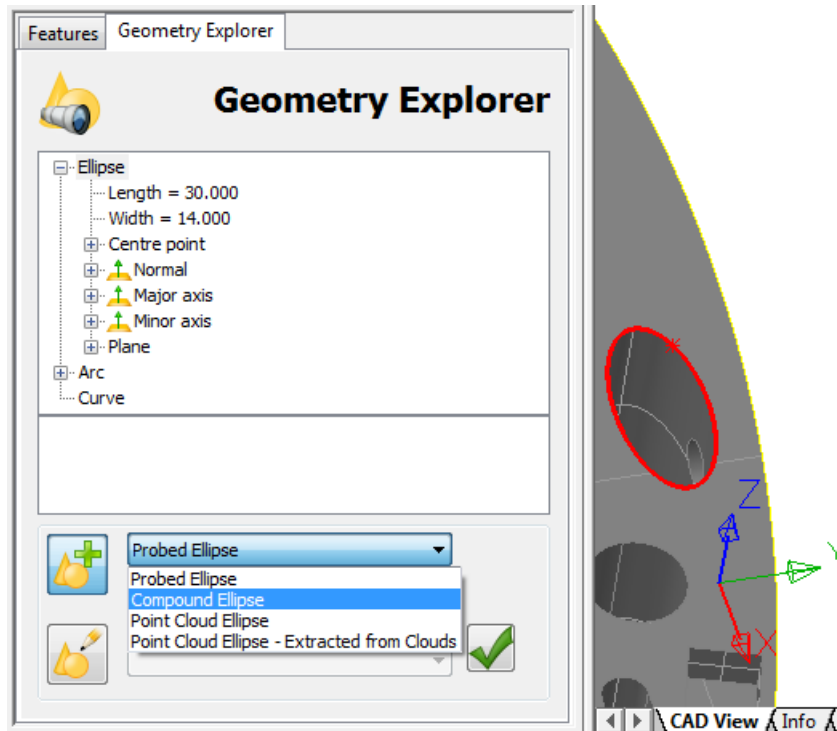 Features
Geometry Explorer
Geometry Explorer
Ellipse
Length = 30.000
Width = 14.000
Centre point
Normal
Major axis
Minor axis
Plane
Arc
Curve
Probed Ellipse
Probed Ellipse
Compound Ellipse
Point Cloud Ellipse
Point Cloud Ellipse - Extracted from Clouds
Z
Y
X
CAD View
Info